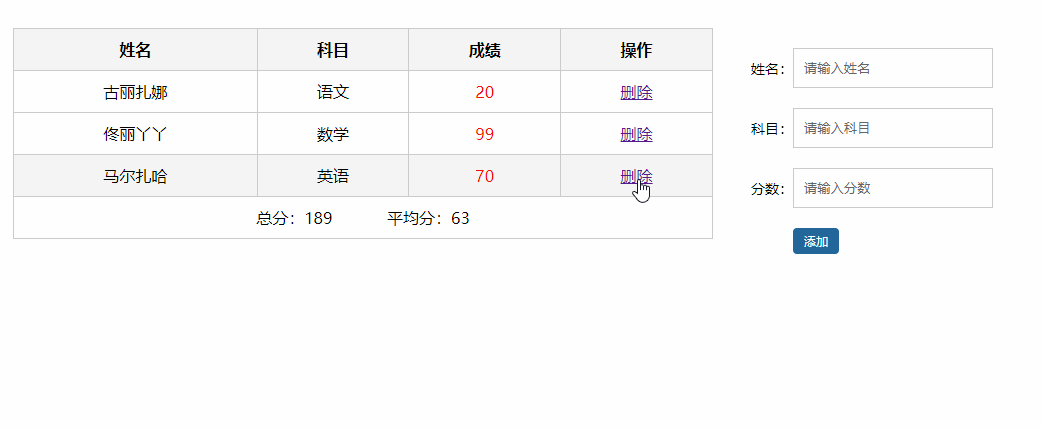 姓名 科目 成绩 操作
古丽扎娜 语文 20 删除
佟丽丫丫 数学 99 删除
马尔扎哈 英语 70 删除
总分：189 平均分：63
姓名： 请输入姓名
科目： 请输入科目
分数： 请输入分数
添加